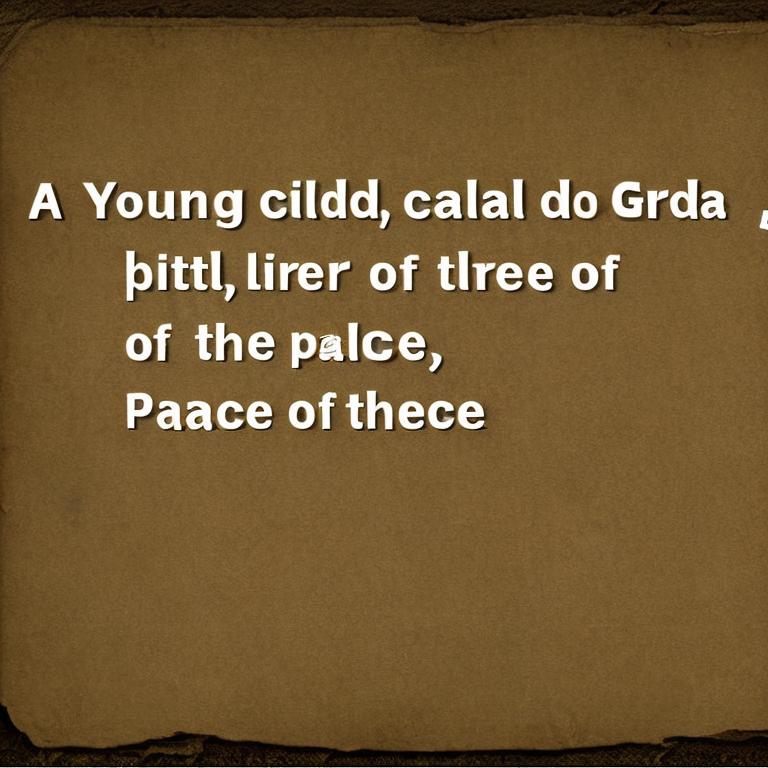 A Young cildd, calal do Grda
þittl, lirer of tlree of
of the palce,
Paace of thece